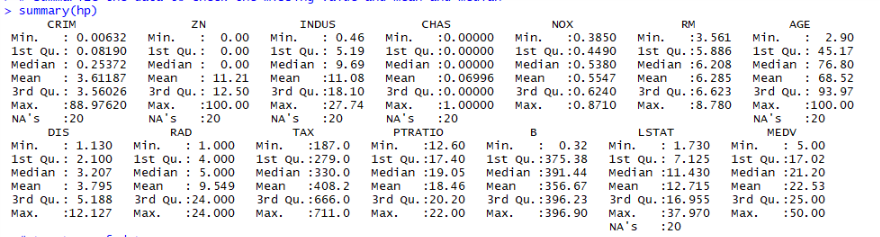 > summary(hp)
CRIM ZN INDUS CHAS NOX RM AGE
Min. : 0.00632 Min. : 0.00 Min. : 0.46 Min. :0.00000 Min. :0.3850 Min. :3.561 Min. : 2.90
1st Qu.: 0.08190 1st Qu.: 0.00 1st Qu.: 5.19 1st Qu.:0.00000 1st Qu.:0.4490 1st Qu.:5.886 1st Qu.: 45.17
Median : 0.25372 Median : 0.00 Median : 9.69 Median :0.00000 Median :0.5380 Median :6.208 Median : 76.80
Mean : 3.61187 Mean : 11.21 Mean :11.08 Mean :0.06996 Mean :0.5547 Mean :6.285 Mean : 68.52
3rd Qu.: 3.56026 3rd Qu.: 12.50 3rd Qu.:18.10 3rd Qu.:0.00000 3rd Qu.:0.6240 3rd Qu.:6.623 3rd Qu.: 93.97
Max. :88.97620 Max. :100.00 Max. :27.74 Max. :1.00000 Max. :0.8710 Max. :8.780 Max. :100.00
NA's :20 NA's :20 NA's :20 NA's :20 NA's :20
DIS RAD TAX PTRATIO B LSTAT MEDV
Min. : 1.130 Min. : 1.000 Min. :187.0 Min. :12.60 Min. : 0.32 Min. : 1.730 Min. : 5.00
1st Qu.: 2.100 1st Qu.: 4.000 1st Qu.:279.0 1st Qu.:17.40 1st Qu.:375.38 1st Qu.: 7.125 1st Qu.:17.02
Median : 3.207 Median : 5.000 Median :330.0 Median :19.05 Median :391.44 Median :11.430 Median :21.20
Mean : 3.795 Mean : 9.549 Mean :408.2 Mean :18.46 Mean :356.67 Mean :12.715 Mean :22.53
3rd Qu.: 5.188 3rd Qu.:24.000 3rd Qu.:666.0 3rd Qu.:20.20 3rd Qu.:396.23 3rd Qu.:16.955 3rd Qu.:25.00
Max. :12.127 Max. :24.000 Max. :711.0 Max. :22.00 Max. :396.90 Max. :37.970 Max. :50.00
NA's :20